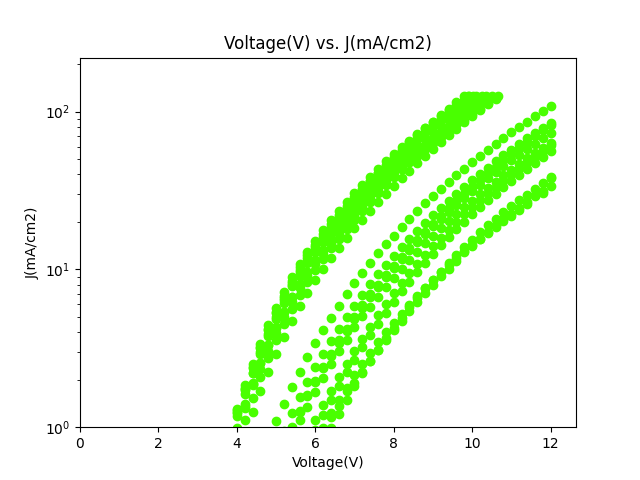 Voltage(V) vs. J(mA/cm2)
10²
10¹
10⁰
J(mA/cm2)
0 2 4 6 8 10 12
Voltage(V)